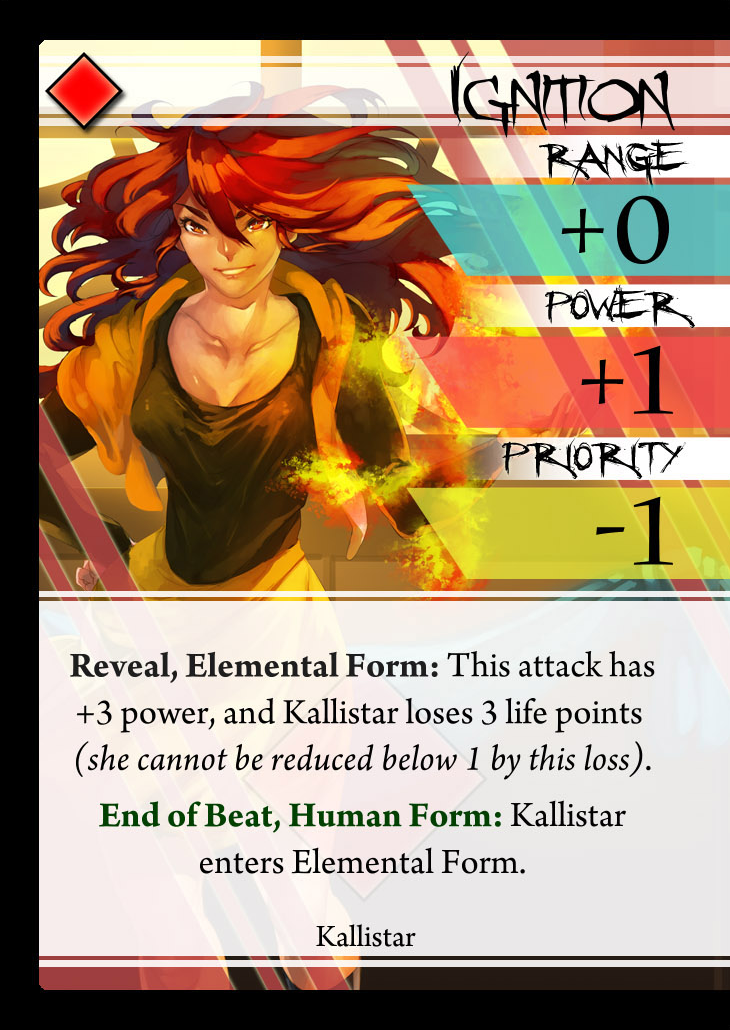 IGNITION
RANGE
+0
POWER
+1
PRIORITY
-1
Reveal, Elemental Form: This attack has
+3 power, and Kallistar loses 3 life points
(she cannot be reduced below 1 by this loss).
End of Beat, Human Form: Kallistar
enters Elemental Form.
Kallistar